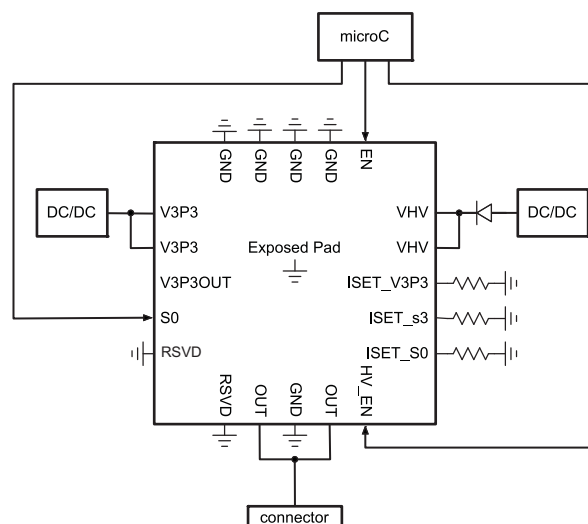 microC
GND GND GND GND EN
DC/DC V3P3 VHV DC/DC
V3P3 VHV
Exposed Pad
V3P3OUT ISET_V3P3
S0 ISET_s3
RSVD ISET_S0
RSVD OUT GND OUT HV_EN
connector